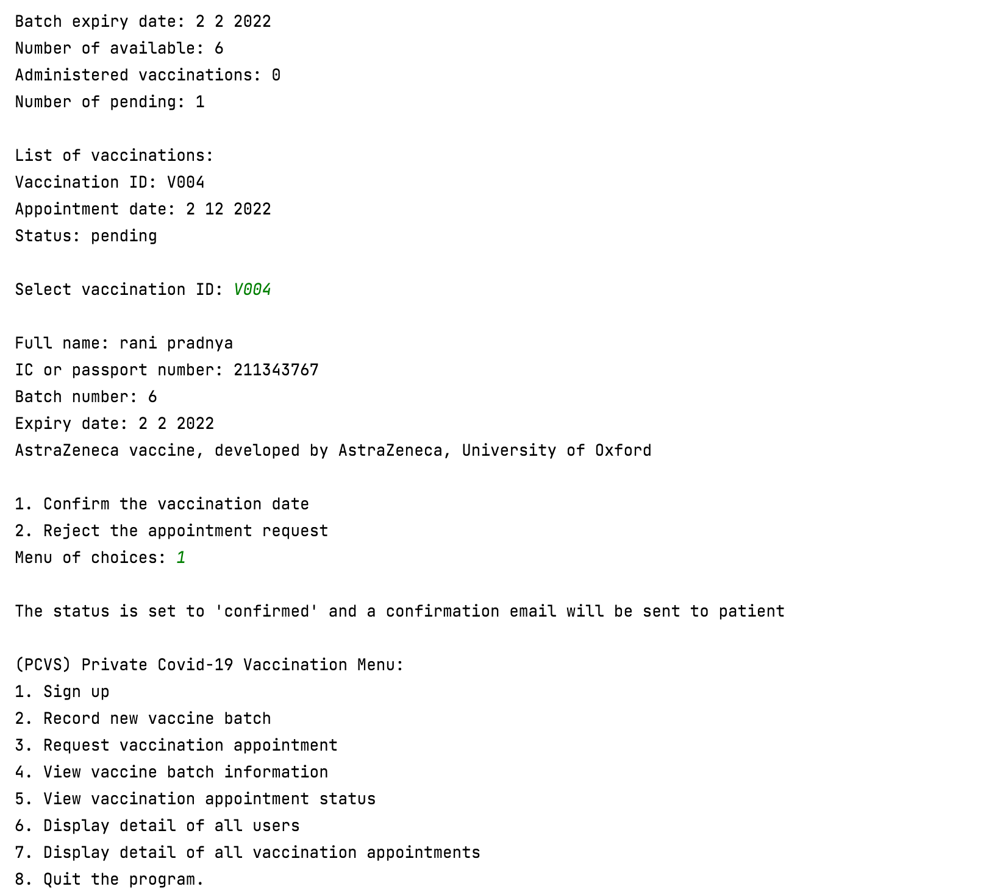 Batch expiry date: 2 2 2022
Number of available: 6
Administered vaccinations: 0
Number of pending: 1
List of vaccinations:
Vaccination ID: V004
Appointment date: 2 12 2022
Status: pending
Select vaccination ID: V004
Full name: rani pradnya
IC or passport number: 211343767
Batch number: 6
Expiry date: 2 2 2022
AstraZeneca vaccine, developed by AstraZeneca, University of Oxford
1. Confirm the vaccination date
2. Reject the appointment request
Menu of choices: 1
The status is set to 'confirmed' and a confirmation email will be sent to patient
(PCVS) Private Covid-19 Vaccination Menu:
1. Sign up
2. Record new vaccine batch
3. Request vaccination appointment
4. View vaccine batch information
5. View vaccination appointment status
6. Display detail of all users
7. Display detail of all vaccination appointments
8. Quit the program.